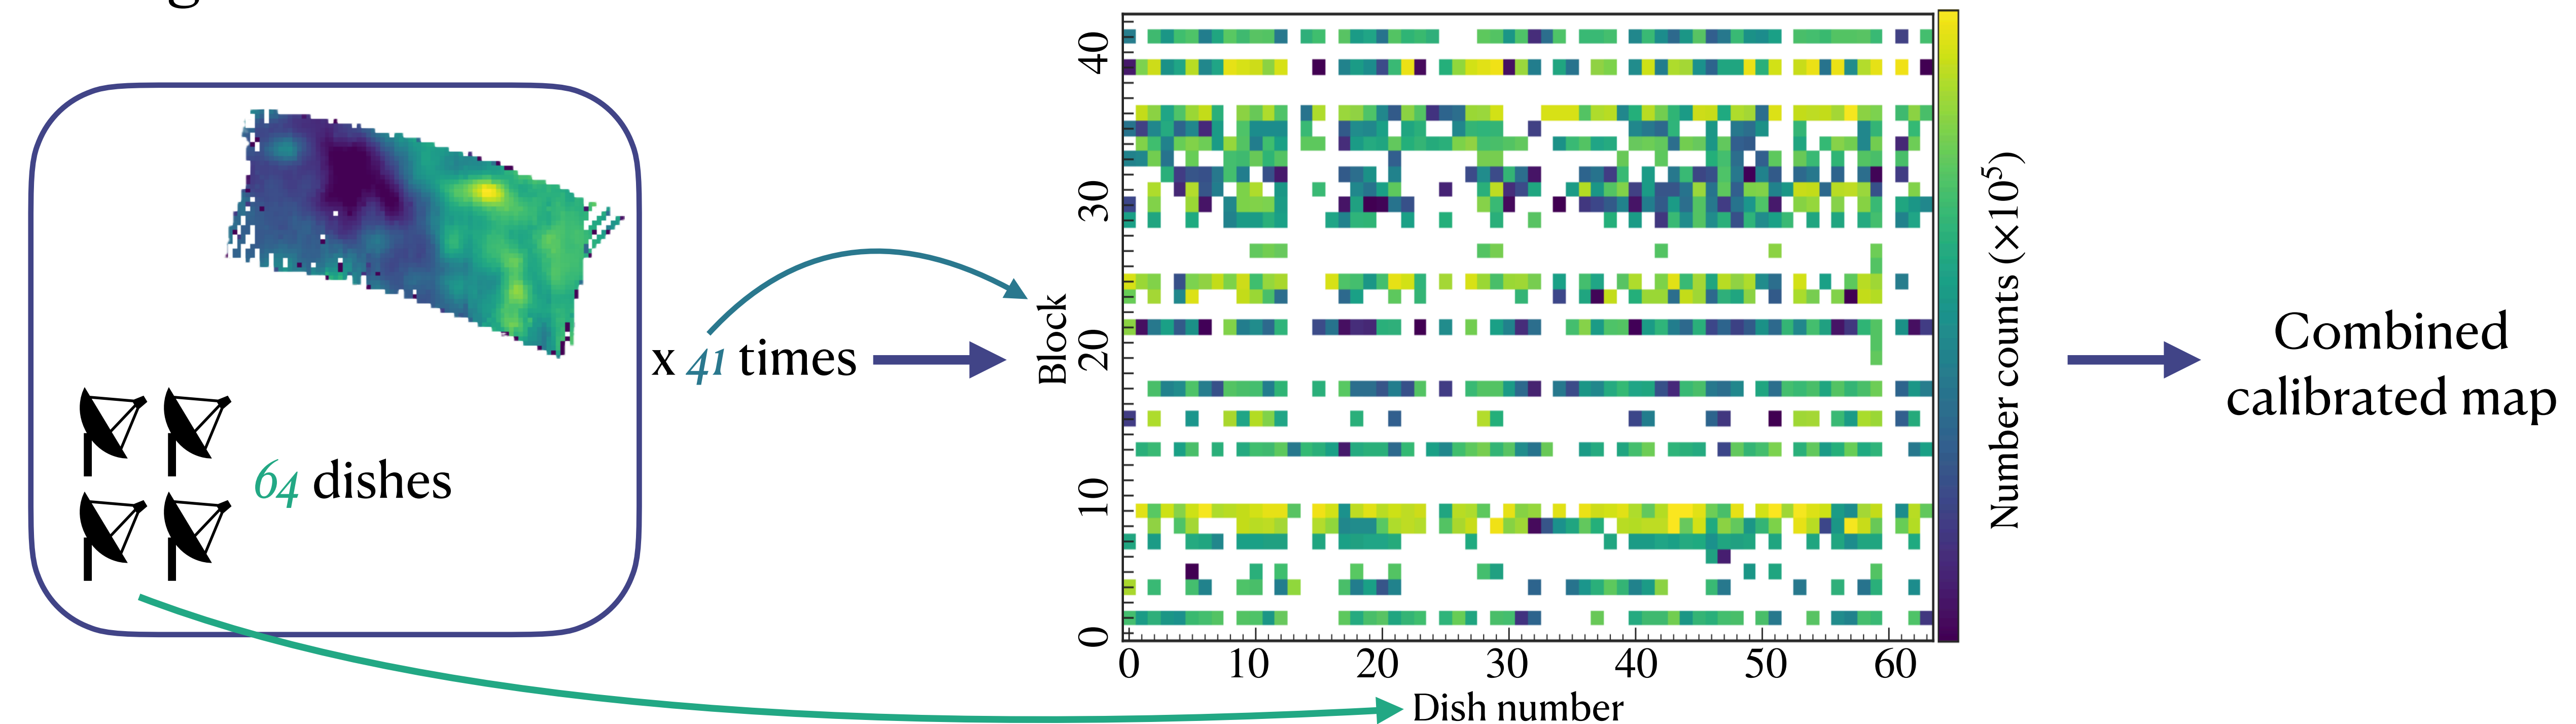 64 dishes
x 41 times
Block
0
10
20
30
40
0 10 20 30 40 50 60
Dish number
Number counts (×10⁵)
Combined
calibrated map